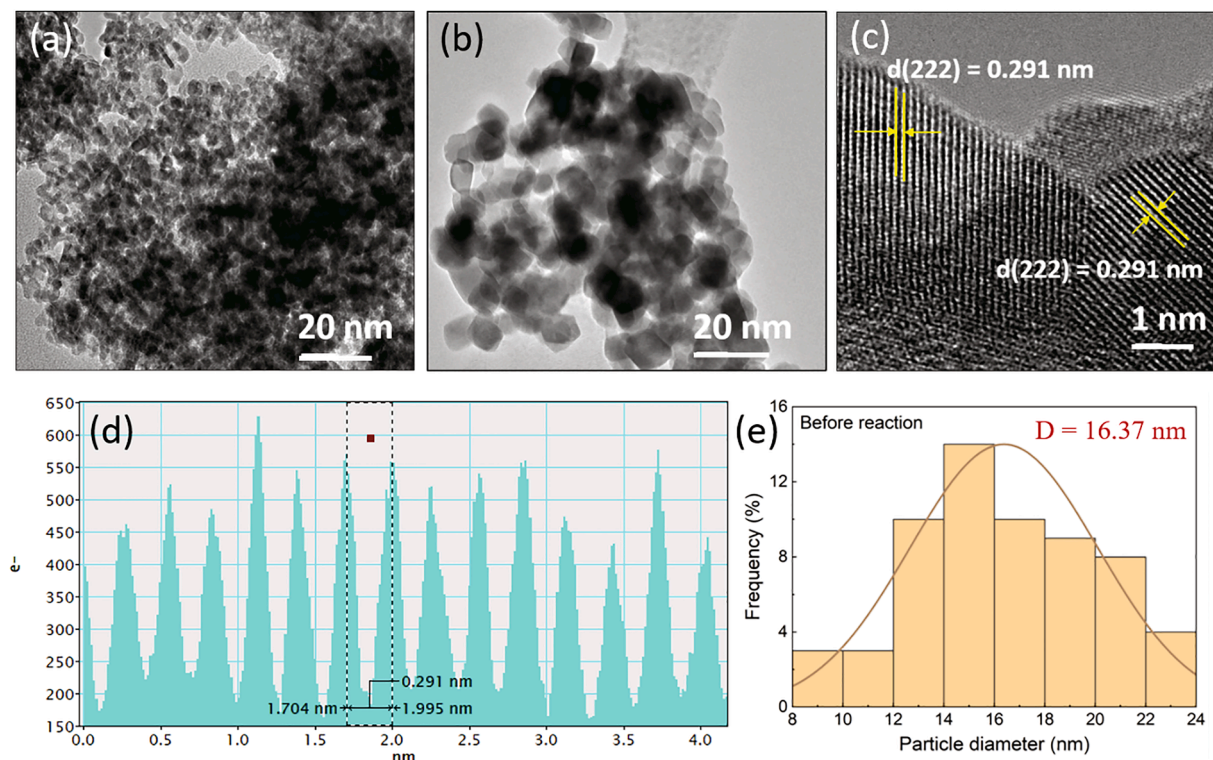 (a)
20 nm
(b)
20 nm
(c)
d(222) = 0.291 nm
d(222) = 0.291 nm
1 nm
(d)
650
600
550
500
450
400
350
300
250
200
150
e-
0.291 nm
1.704 nm
1.995 nm
0.0
0.5
1.0
1.5
2.0
2.5
3.0
3.5
4.0
nm
(e)
Before reaction
D = 16.37 nm
16
12
8
4
0
Frequency (%)
8
10
12
14
16
18
20
22
24
Particle diameter (nm)